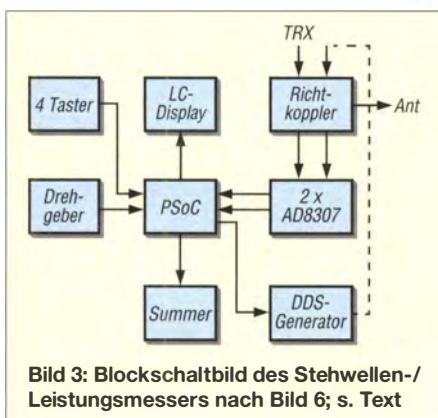 TRX
4 Taster
LC-
Display
Richt-
koppler
Ant
Dreh-
geber
PSoC
2 x
AD8307
Summer
DDS-
Generator
Bild 3: Blockschaltbild des Stehwellen-/
Leistungsmessers nach Bild 6; s. Text